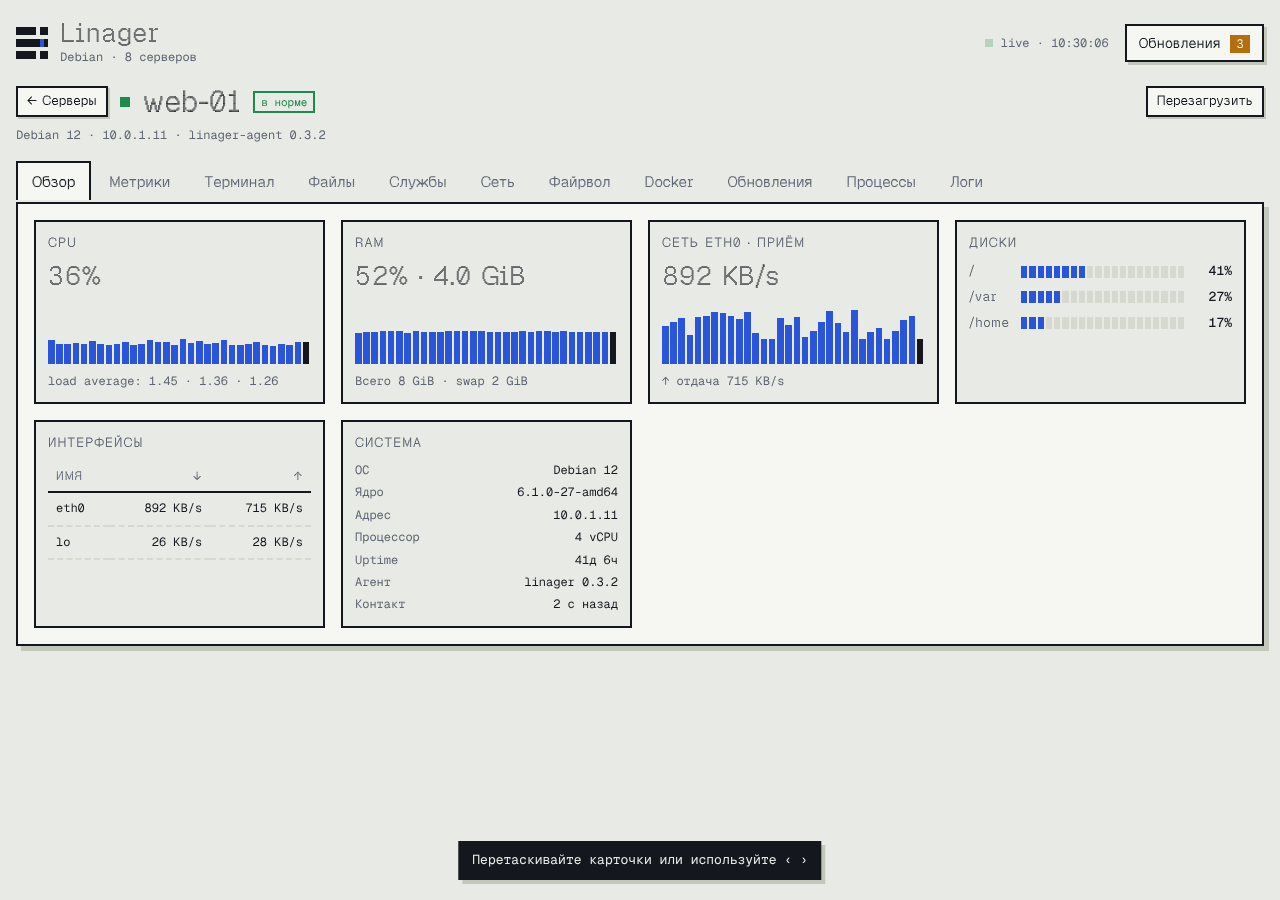 Linager
Debian · 8 серверов
live · 10:30:06
Обновления 3
← Серверы
web-01
в норме
Перезагрузить
Debian 12 · 10.0.1.11 · linager-agent 0.3.2
Обзор Метрики Терминал Файлы Службы Сеть Файрвол Docker Обновления Процессы Логи
CPU
36%
load average: 1.45 · 1.36 · 1.26
RAM
52% · 4.0 GiB
Всего 8 GiB · swap 2 GiB
СЕТЬ ETH0 · ПРИЁМ
892 KB/s
↑ отдача 715 KB/s
ДИСКИ
/ 41%
/var 27%
/home 17%
ИНТЕРФЕЙСЫ
ИМЯ ↓ ↑
eth0 892 KB/s 715 KB/s
lo 26 KB/s 28 KB/s
СИСТЕМА
ОС Debian 12
Ядро 6.1.0-27-amd64
Адрес 10.0.1.11
Процессор 4 vCPU
Uptime 41д 6ч
Агент linager 0.3.2
Контакт 2 с назад
Перетаскивайте карточки или используйте ‹ ›